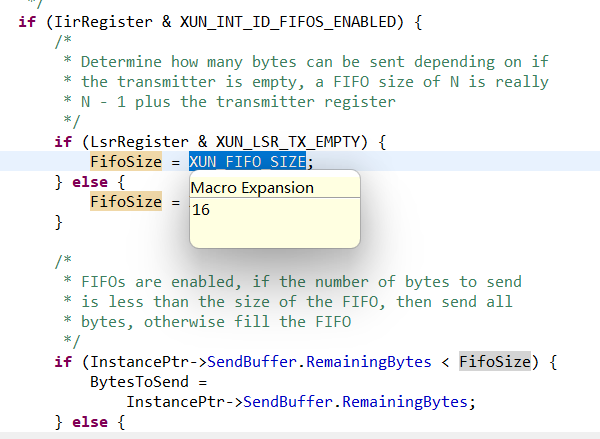 */
if (IirRegister & XUN_INT_ID_FIFOS_ENABLED) {
/*
* Determine how many bytes can be sent depending on if
* the transmitter is empty, a FIFO size of N is really
* N - 1 plus the transmitter register
*/
if (LsrRegister & XUN_LSR_TX_EMPTY) {
FifoSize = XUN_FIFO_SIZE;
} else {
FifoSize =
Macro Expansion
16
}
/*
* FIFOs are enabled, if the number of bytes to send
* is less than the size of the FIFO, then send all
* bytes, otherwise fill the FIFO
*/
if (InstancePtr->SendBuffer.RemainingBytes < FifoSize) {
BytesToSend =
InstancePtr->SendBuffer.RemainingBytes;
} else {